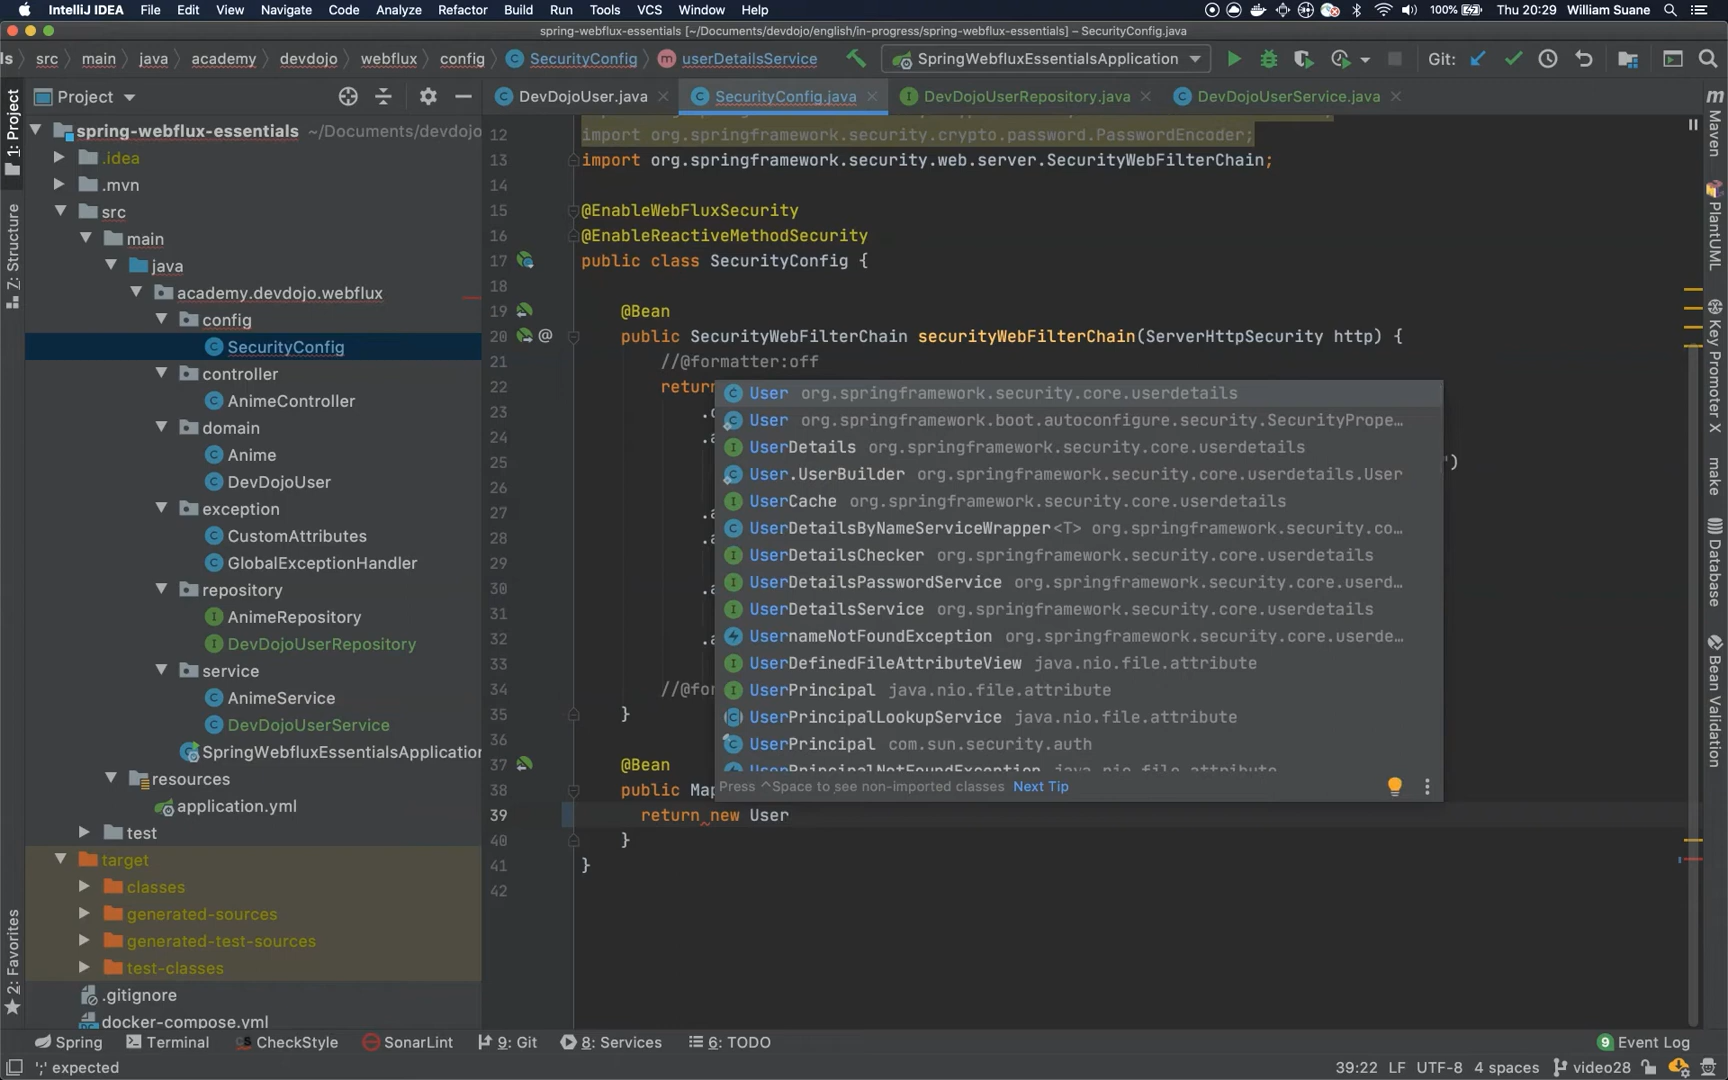 IntelliJ IDEA File Edit View Navigate Code Analyze Refactor Build Run Tools VCS Window Help 100% Thu 20:29 William Suane
spring-webflux-essentials [~/Documents/devdojo/english/in-progress/spring-webflux-essentials] – SecurityConfig.java
ls src main java academy devdojo webflux config SecurityConfig userDetailsService SpringWebfluxEssentialsApplication Git:
Project
DevDojoUser.java SecurityConfig.java DevDojoUserRepository.java DevDojoUserService.java
spring-webflux-essentials ~/Documents/devdojo
.idea
.mvn
src
main
java
academy.devdojo.webflux
config
SecurityConfig
controller
AnimeController
domain
Anime
DevDojoUser
exception
CustomAttributes
GlobalExceptionHandler
repository
AnimeRepository
DevDojoUserRepository
service
AnimeService
DevDojoUserService
SpringWebfluxEssentialsApplication
resources
application.yml
test
target
classes
generated-sources
generated-test-sources
test-classes
.gitignore
docker-compose.yml
12 import org.springframework.security.crypto.password.PasswordEncoder;
13 import org.springframework.security.web.server.SecurityWebFilterChain;
14
15 @EnableWebFluxSecurity
16 @EnableReactiveMethodSecurity
17 public class SecurityConfig {
18
19 @Bean
20 public SecurityWebFilterChain securityWebFilterChain(ServerHttpSecurity http) {
21 //@formatter:off
22 return
23 .c
24 .a
25 ")
26
27 .a
28 .a
29
30 .a
31
32 .a
33
34 //@for
35 }
36
37 @Bean
38 public Map
39 return new User
40 }
41 }
42
User org.springframework.security.core.userdetails
User org.springframework.boot.autoconfigure.security.SecurityPrope…
UserDetails org.springframework.security.core.userdetails
User.UserBuilder org.springframework.security.core.userdetails.User
UserCache org.springframework.security.core.userdetails
UserDetailsByNameServiceWrapper<T> org.springframework.security.co…
UserDetailsChecker org.springframework.security.core.userdetails
UserDetailsPasswordService org.springframework.security.core.userd…
UserDetailsService org.springframework.security.core.userdetails
UsernameNotFoundException org.springframework.security.core.userde…
UserDefinedFileAttributeView java.nio.file.attribute
UserPrincipal java.nio.file.attribute
UserPrincipalLookupService java.nio.file.attribute
UserPrincipal com.sun.security.auth
UserPrincipalNotFoundException java.nio.file.attribute
Press ^Space to see non-imported classes Next Tip
1: Project
7: Structure
2: Favorites
Maven
PlantUML
Key Promoter X
make
Database
Bean Validation
Spring Terminal CheckStyle SonarLint 9: Git 8: Services 6: TODO 9 Event Log
';' expected 39:22 LF UTF-8 4 spaces video28